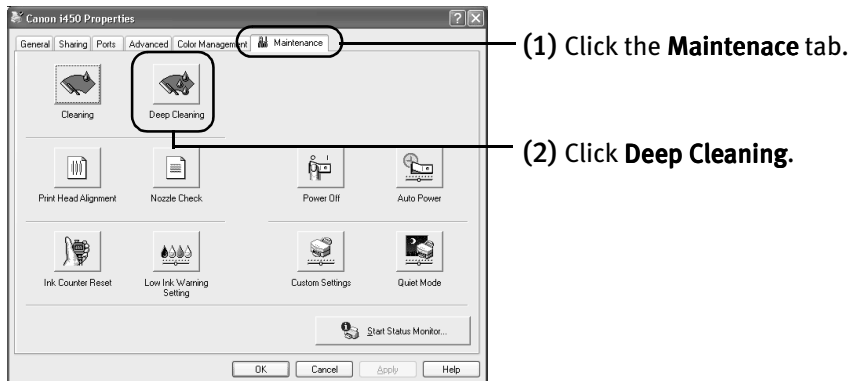 Canon i450 Properties
General Sharing Ports Advanced Color Management Maintenance
(1) Click the Maintenace tab.
Cleaning Deep Cleaning
(2) Click Deep Cleaning.
Print Head Alignment Nozzle Check Power Off Auto Power
Ink Counter Reset Low Ink Warning Setting Custom Settings Quiet Mode
Start Status Monitor...
OK Cancel Apply Help